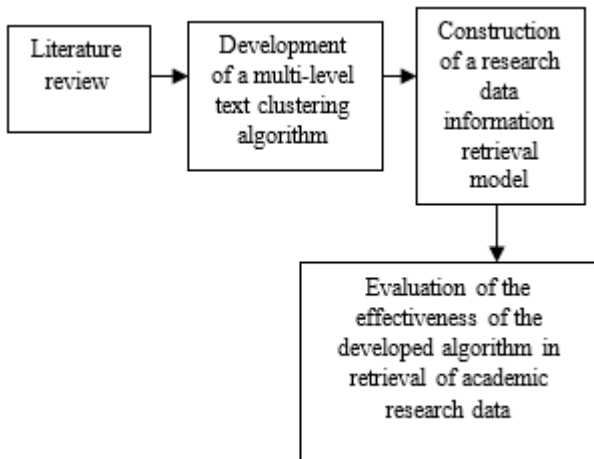 Literature
review
Development
of a multi-level
text clustering
algorithm
Construction
of a research
data
information
retrieval
model
Evaluation of the
effectiveness of the
developed algorithm in
retrieval of academic
research data